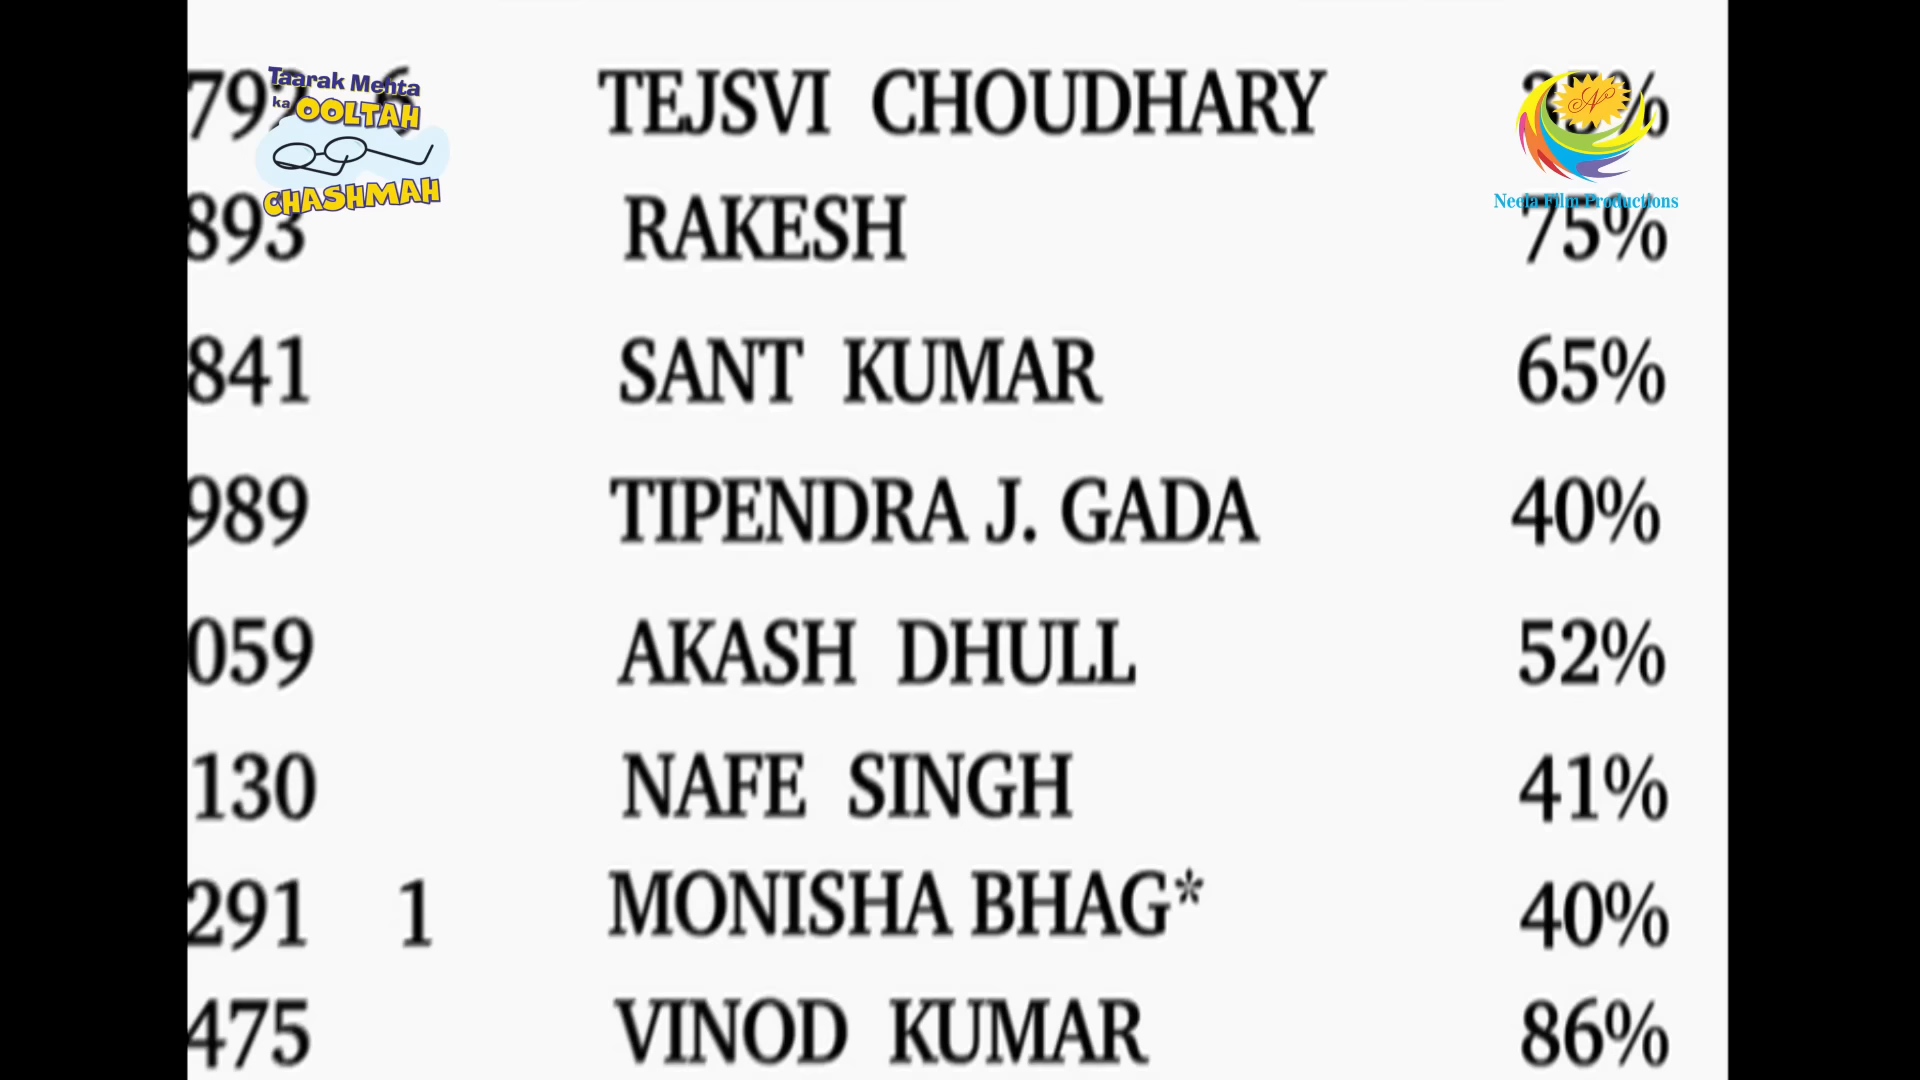 Taarak Mehta
ka OOLTAH
CHASHMAH
Neela Film Productions
6 TEJSVI CHOUDHARY
893 RAKESH 75%
841 SANT KUMAR 65%
989 TIPENDRA J. GADA 40%
059 AKASH DHULL 52%
130 NAFE SINGH 41%
291 1 MONISHA BHAG* 40%
475 VINOD KUMAR 86%